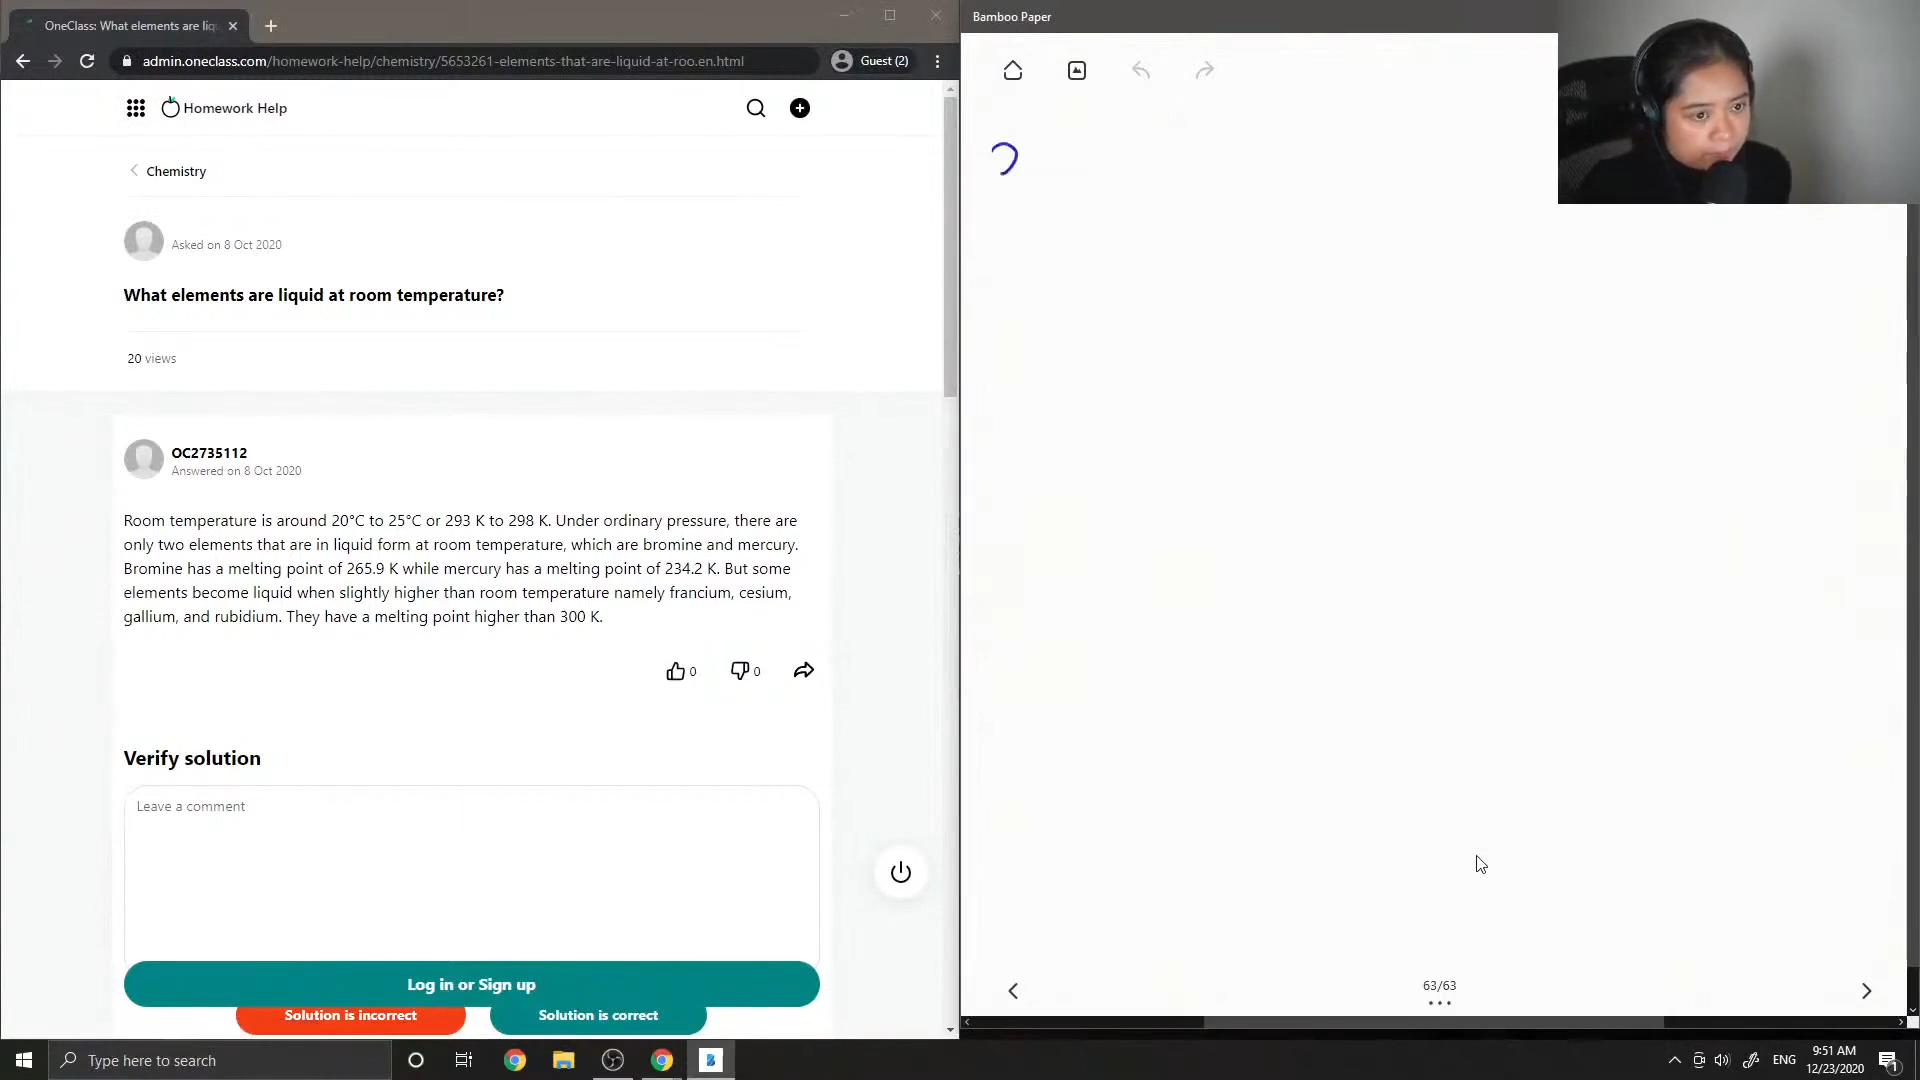 OneClass: What elements are liq
Bamboo Paper
admin.oneclass.com/homework-help/chemistry/5653261-elements-that-are-liquid-at-roo.en.html
Guest (2)
Homework Help
Chemistry
Asked on 8 Oct 2020
What elements are liquid at room temperature?
20 views
OC2735112
Answered on 8 Oct 2020
Room temperature is around 20°C to 25°C or 293 K to 298 K. Under ordinary pressure, there are
only two elements that are in liquid form at room temperature, which are bromine and mercury.
Bromine has a melting point of 265.9 K while mercury has a melting point of 234.2 K. But some
elements become liquid when slightly higher than room temperature namely francium, cesium,
gallium, and rubidium. They have a melting point higher than 300 K.
0
0
Verify solution
Leave a comment
Log in or Sign up
Solution is incorrect
Solution is correct
63/63
Type here to search
ENG
9:51 AM
12/23/2020
1